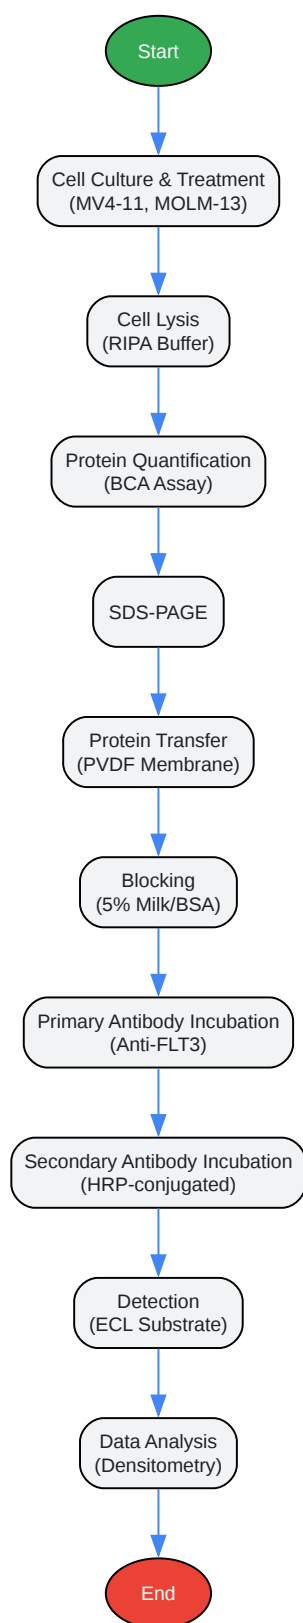 Start
Cell Culture & Treatment
(MV4-11, MOLM-13)
Cell Lysis
(RIPA Buffer)
Protein Quantification
(BCA Assay)
SDS-PAGE
Protein Transfer
(PVDF Membrane)
Blocking
(5% Milk/BSA)
Primary Antibody Incubation
(Anti-FLT3)
Secondary Antibody Incubation
(HRP-conjugated)
Detection
(ECL Substrate)
Data Analysis
(Densitometry)
End